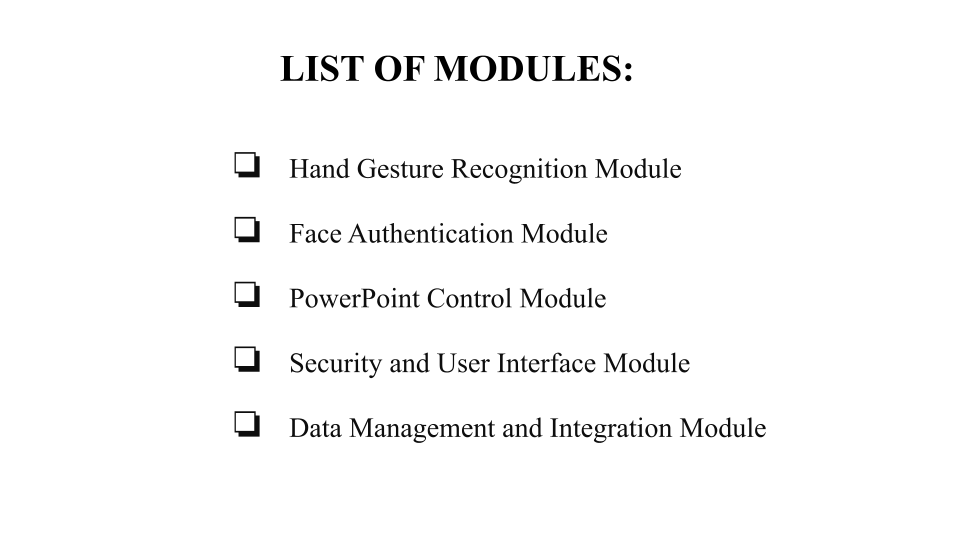 LIST OF MODULES:
❏ Hand Gesture Recognition Module
❏ Face Authentication Module
❏ PowerPoint Control Module
❏ Security and User Interface Module
❏ Data Management and Integration Module